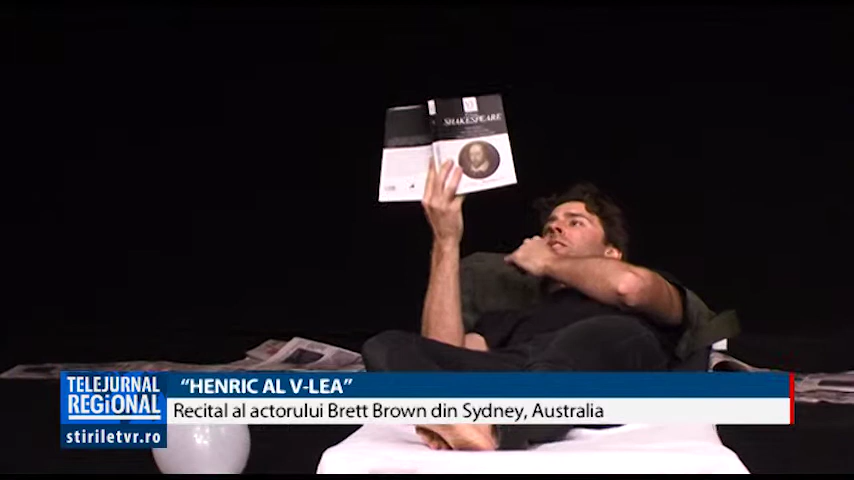 SHAKESPEARE
TELEJURNAL
REGIONAL
stiriletvr.ro
“HENRIC AL V-LEA”
Recital al actorului Brett Brown din Sydney, Australia